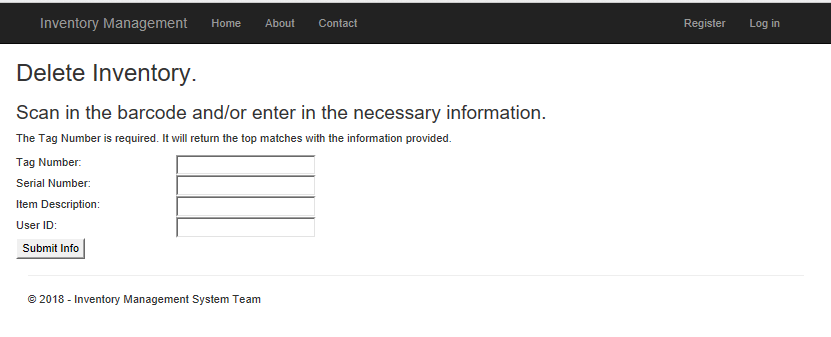 Inventory Management Home About Contact Register Log in
Delete Inventory.
Scan in the barcode and/or enter in the necessary information.
The Tag Number is required. It will return the top matches with the information provided.
Tag Number:
Serial Number:
Item Description:
User ID:
Submit Info
© 2018 - Inventory Management System Team